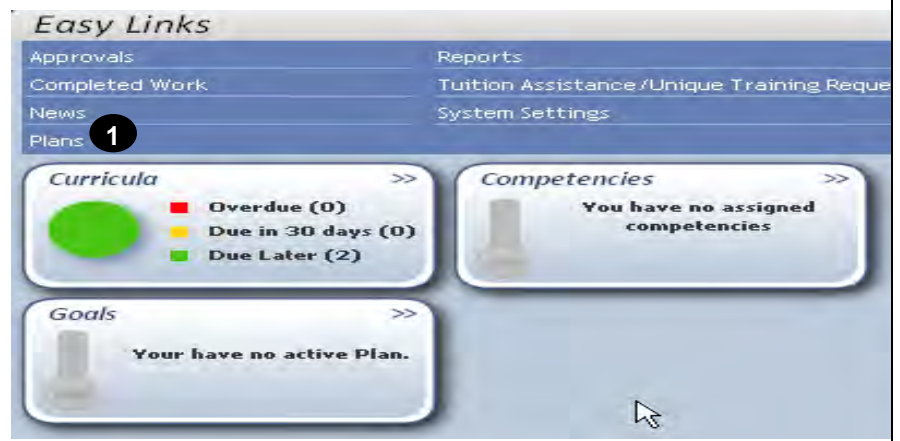 Easy Links
Approvals
Reports
Completed Work
Tuition Assistance/Unique Training Reque
News
System Settings
Plans 1
Curricula >>
Overdue (0)
Due in 30 days (0)
Due Later (2)
Competencies >>
You have no assigned
competencies
Goals >>
Your have no active Plan.